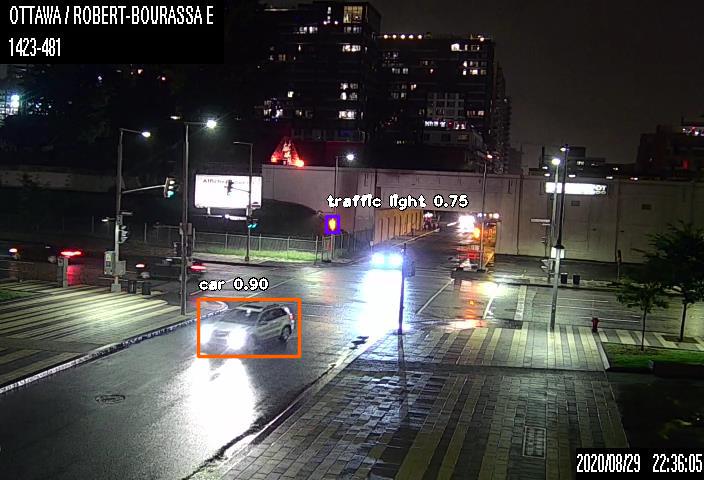 OTTAWA / ROBERT-BOURASSA E
1423-481
traffic light 0.75
car 0.90
2020/08/29 22:36:05